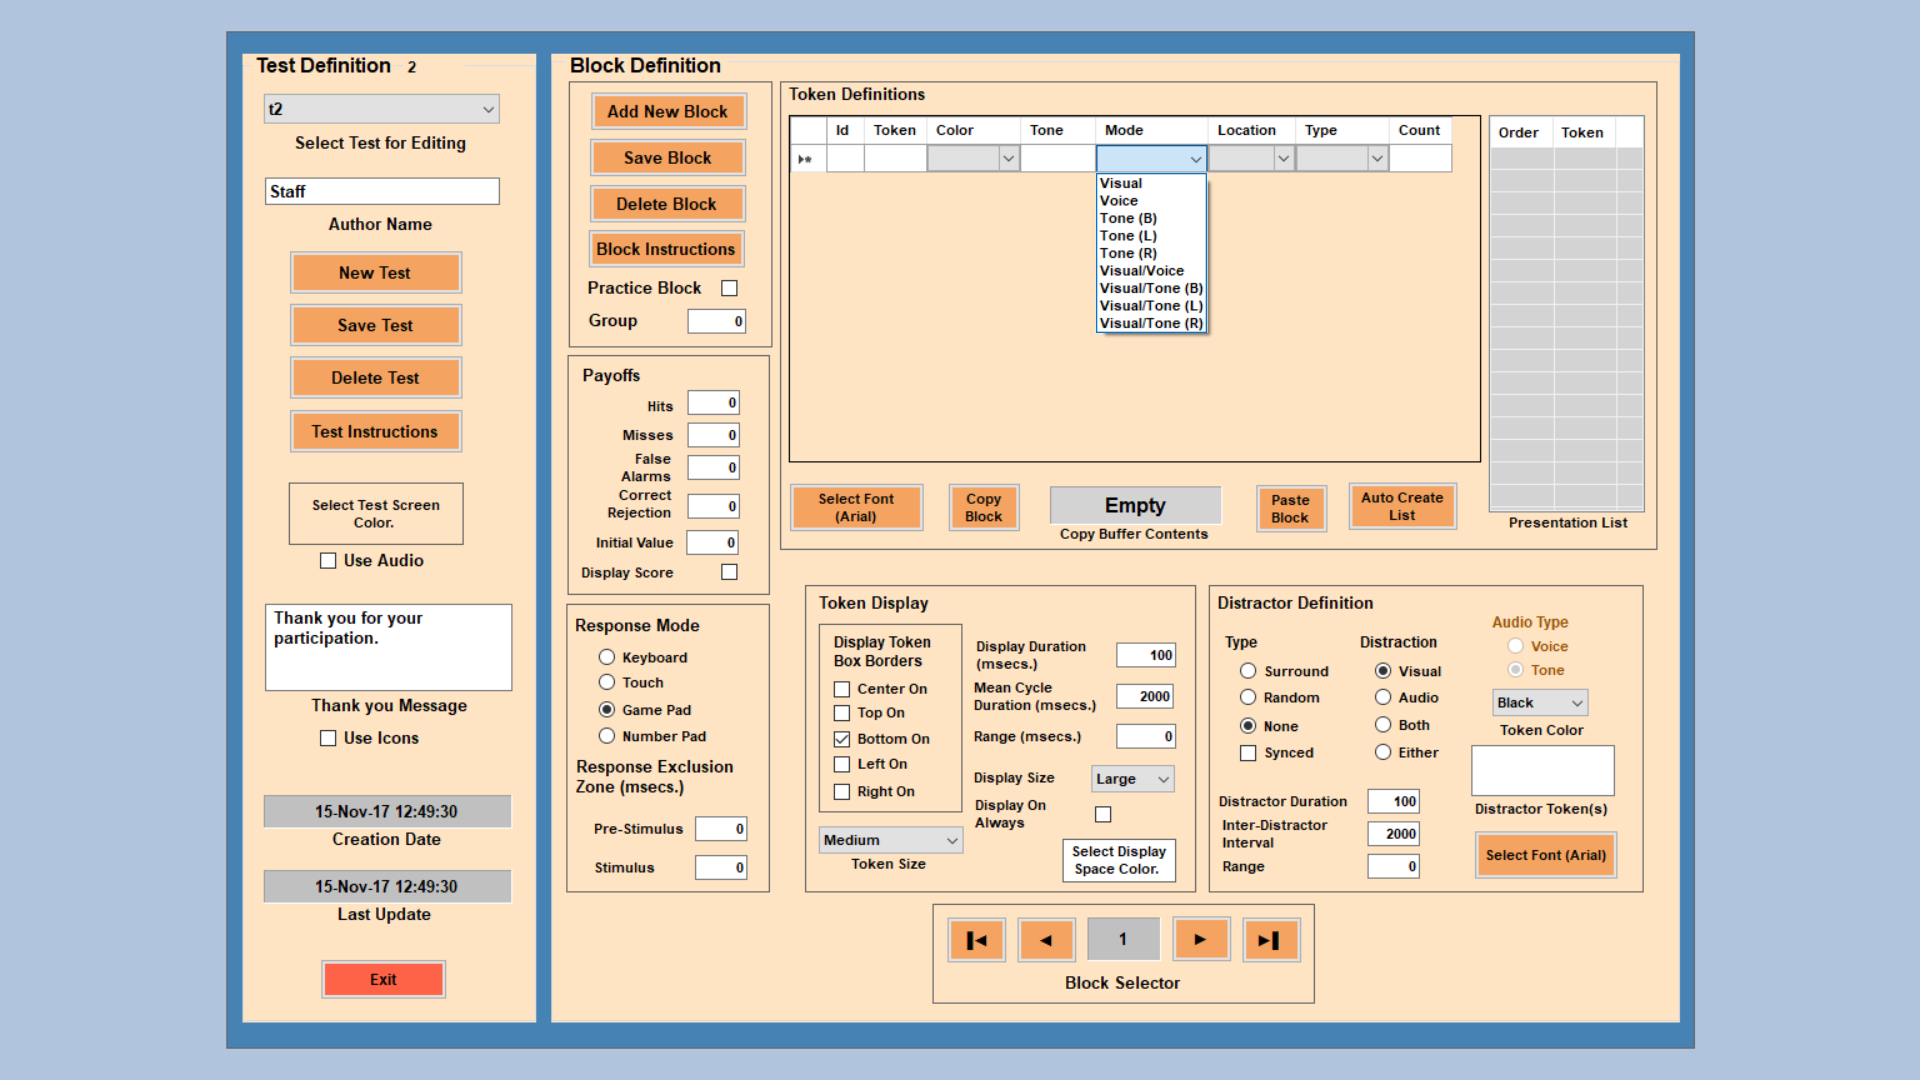 Test Definition 2
t2
Select Test for Editing
Staff
Author Name
New Test
Save Test
Delete Test
Test Instructions
Select Test Screen
Color.
Use Audio
Thank you for your
participation.
Thank you Message
Use Icons
15-Nov-17 12:49:30
Creation Date
15-Nov-17 12:49:30
Last Update
Exit
Block Definition
Add New Block
Save Block
Delete Block
Block Instructions
Practice Block
Group 0
Payoffs
Hits 0
Misses 0
False
Alarms 0
Correct
Rejection 0
Initial Value 0
Display Score
Response Mode
Keyboard
Touch
Game Pad
Number Pad
Response Exclusion
Zone (msecs.)
Pre-Stimulus 0
Stimulus 0
Token Definitions
Id Token Color Tone Mode Location Type Count
Visual
Voice
Tone (B)
Tone (L)
Tone (R)
Visual/Voice
Visual/Tone (B)
Visual/Tone (L)
Visual/Tone (R)
Order Token
Presentation List
Select Font
(Arial)
Copy
Block
Empty
Copy Buffer Contents
Paste
Block
Auto Create
List
Token Display
Display Token
Box Borders
Center On
Top On
Bottom On
Left On
Right On
Medium
Token Size
Display Duration
(msecs.) 100
Mean Cycle
Duration (msecs.) 2000
Range (msecs.) 0
Display Size Large
Display On
Always
Select Display
Space Color.
Distractor Definition
Type
Surround
Random
None
Synced
Distraction
Visual
Audio
Both
Either
Audio Type
Voice
Tone
Black
Token Color
Distractor Token(s)
Distractor Duration 100
Inter-Distractor
Interval 2000
Range 0
Select Font (Arial)
1
Block Selector